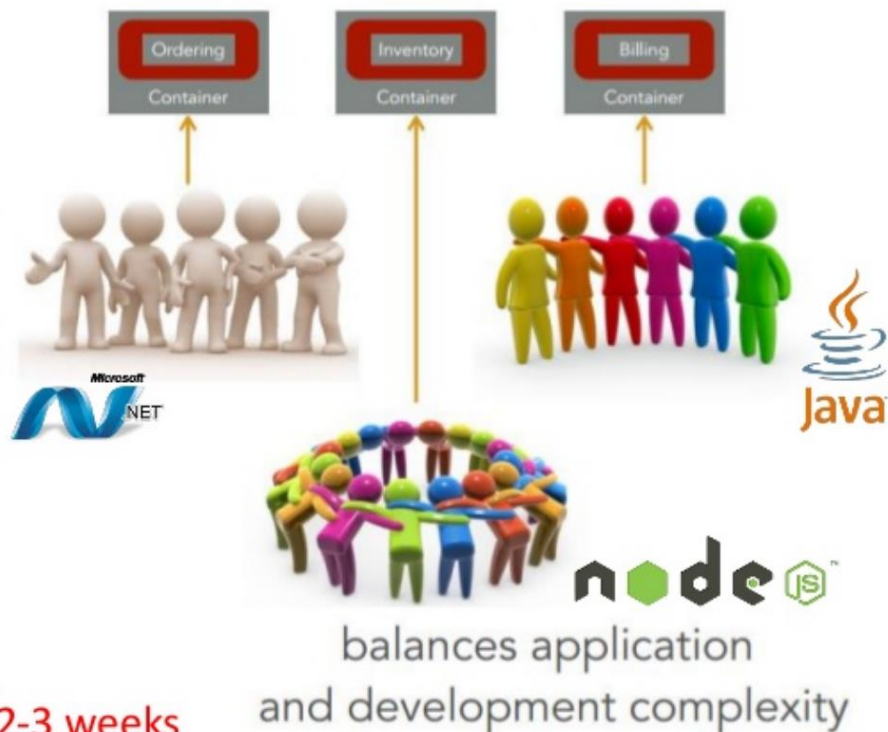 Ordering
Container
Inventory
Container
Billing
Container
Microsoft
.NET
Java
node
JS
TM
balances application
and development complexity
2-3 weeks